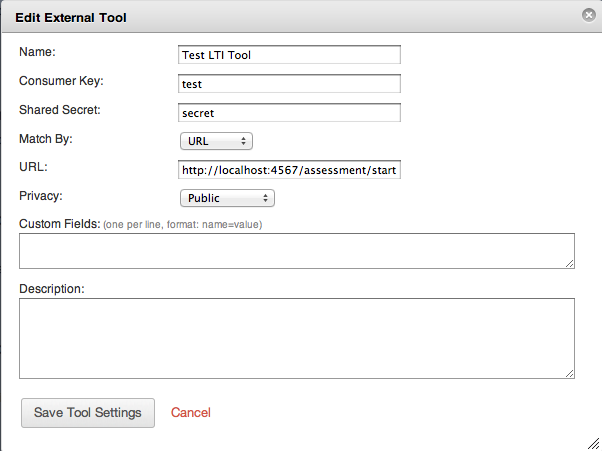 Edit External Tool
Name: Test LTI Tool
Consumer Key: test
Shared Secret: secret
Match By: URL
URL: http://localhost:4567/assessment/start
Privacy: Public
Custom Fields: (one per line, format: name=value)
Description:
Save Tool Settings Cancel